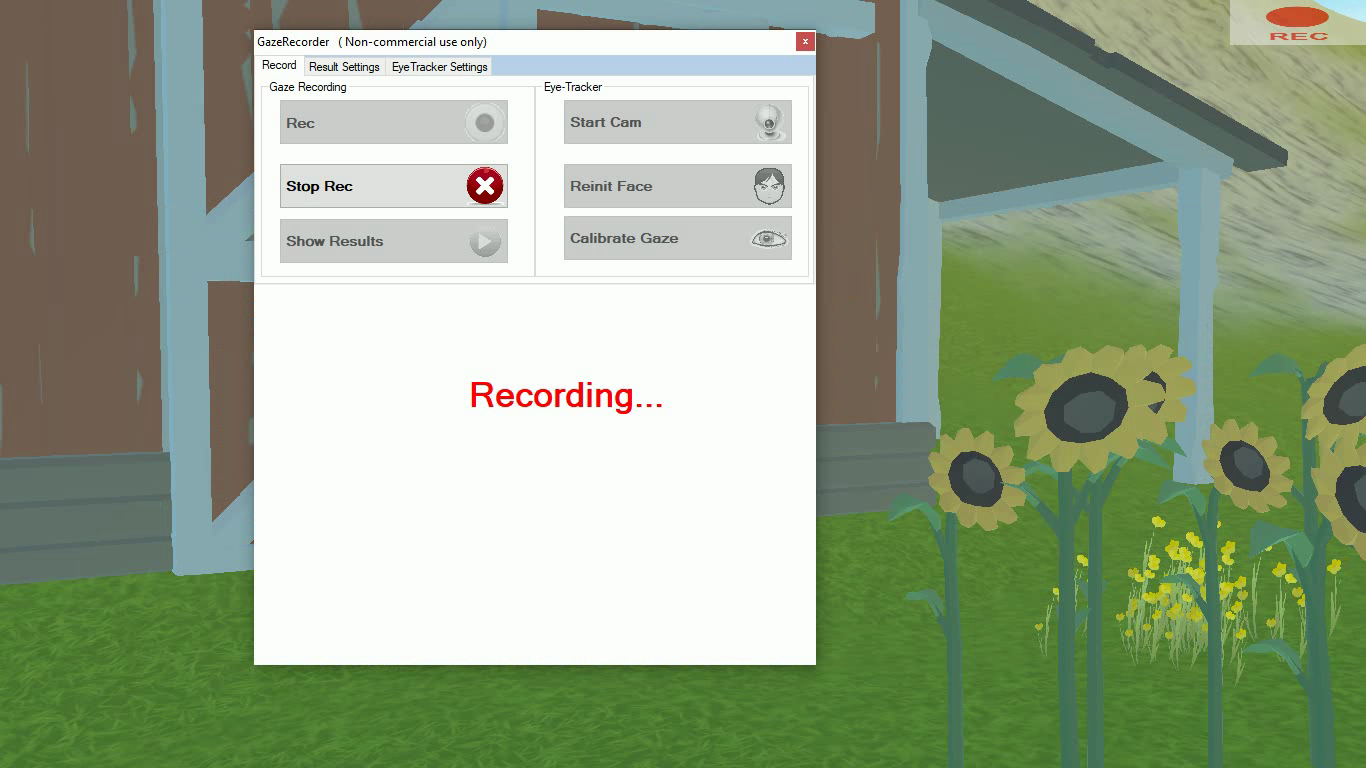 GazeRecorder ( Non-commercial use only)
x
REC
Record Result Settings EyeTracker Settings
Gaze Recording
Rec
Stop Rec
Show Results
Eye-Tracker
Start Cam
Reinit Face
Calibrate Gaze
Recording...